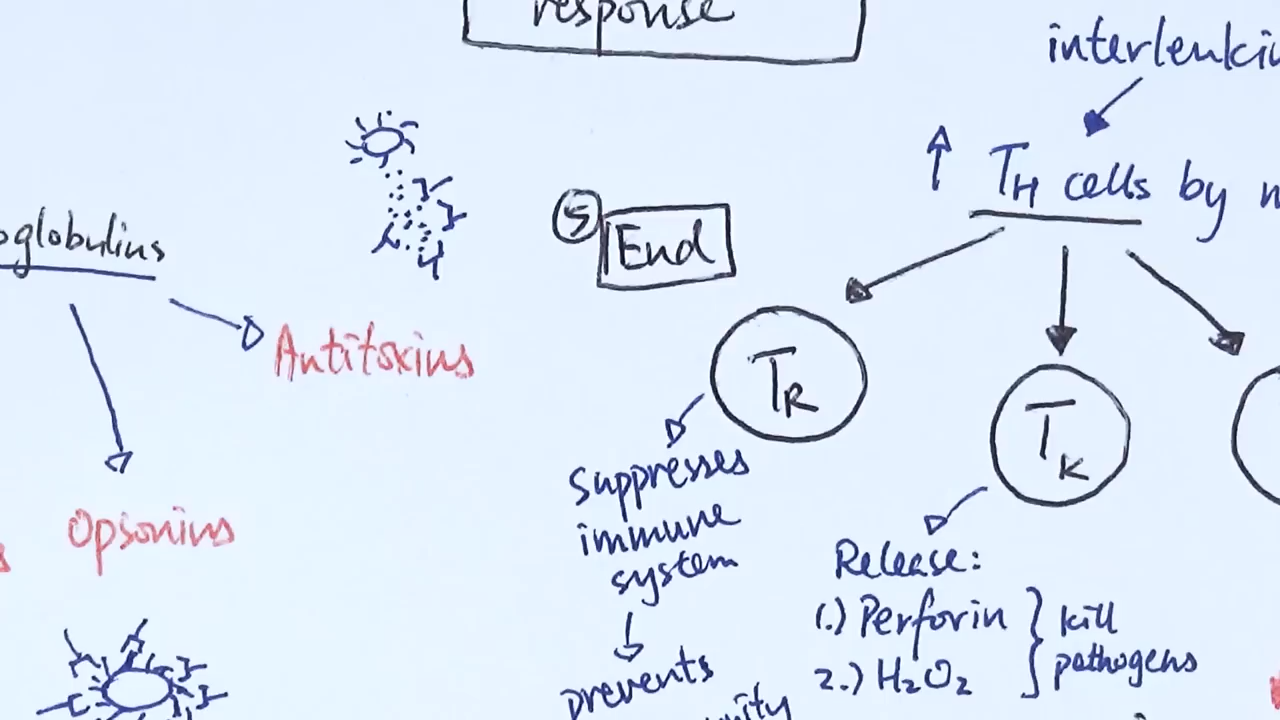 response
interleukin
↑ TH cells by
oglobulins
5
End
Antitoxins
TR
TK
Suppresses
immune
system
Opsonins
Release:
1.) Perforin
2.) H₂O₂
kill
pathogens
prevents